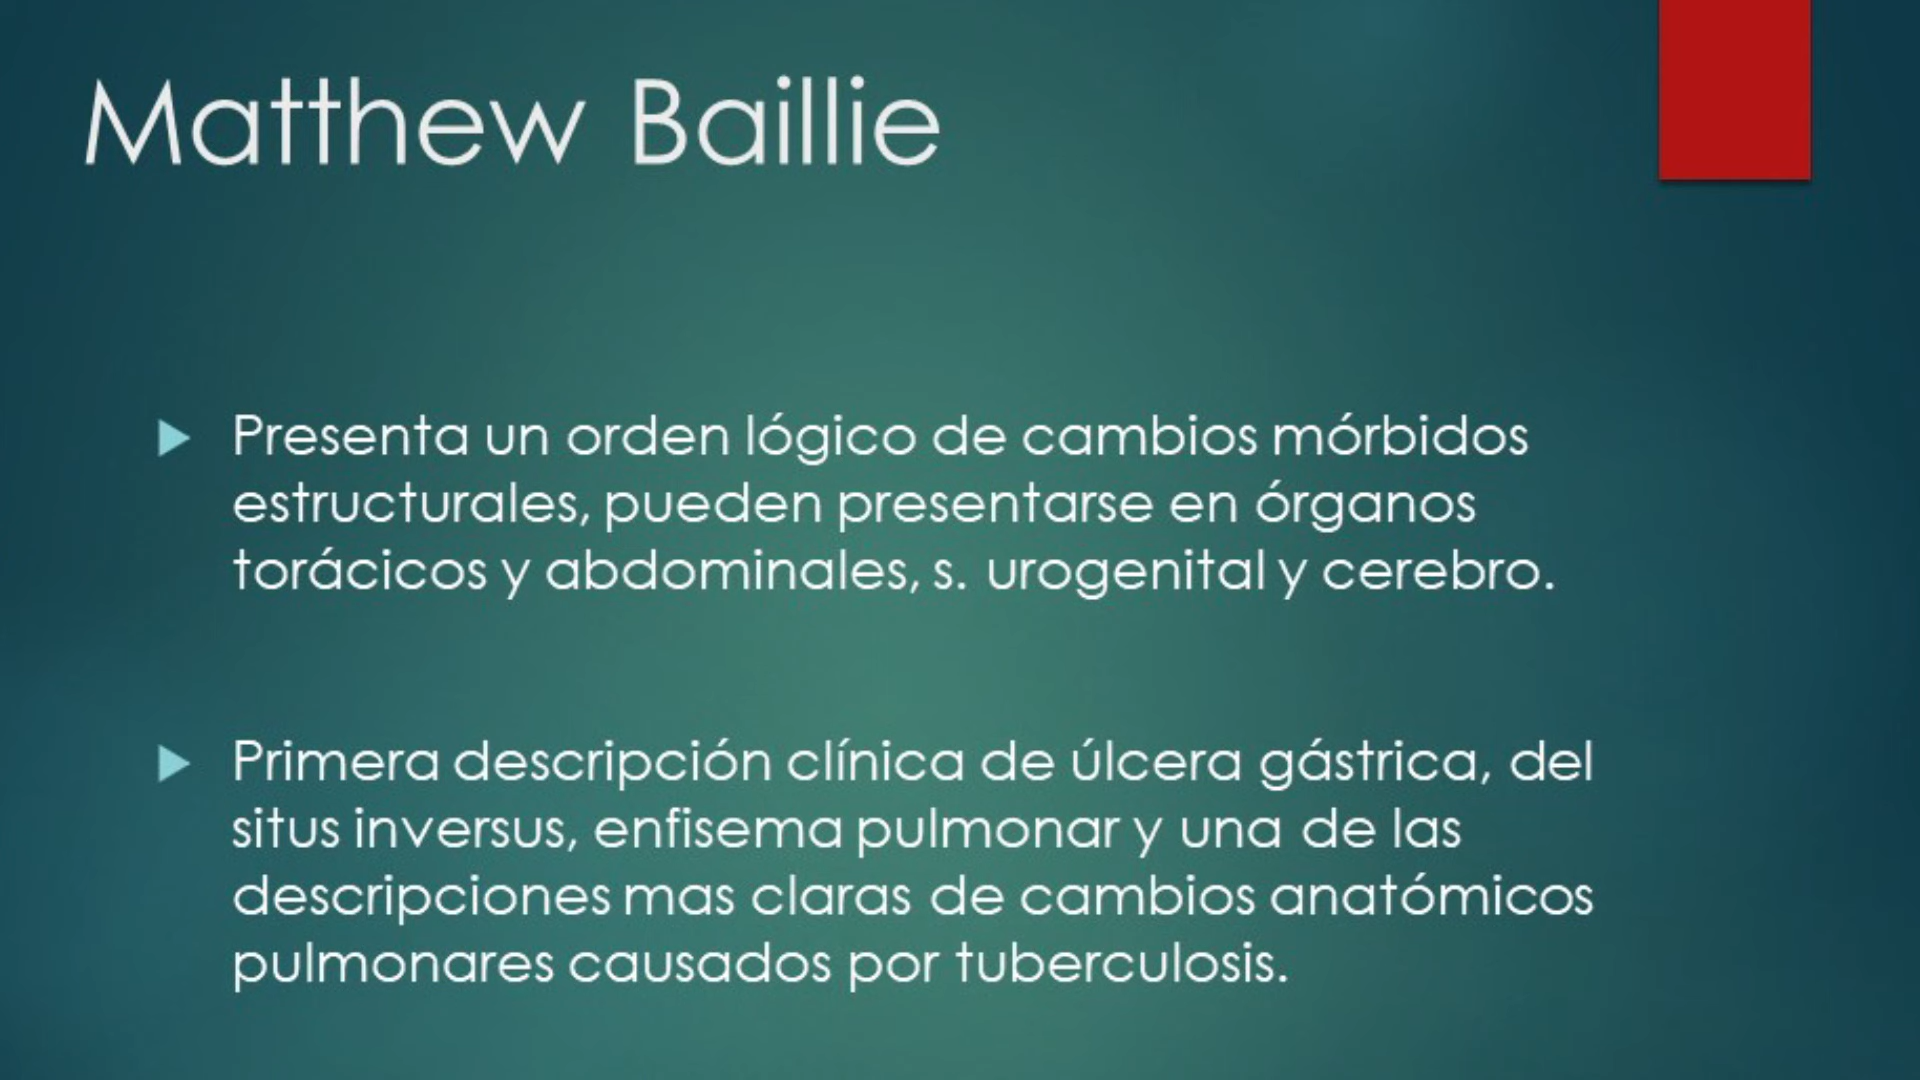 Matthew Baillie
Presenta un orden lógico de cambios mórbidos
estructurales, pueden presentarse en órganos
torácicos y abdominales, s. urogenital y cerebro.
Primera descripción clínica de úlcera gástrica, del
situs inversus, enfisema pulmonar y una de las
descripciones mas claras de cambios anatómicos
pulmonares causados por tuberculosis.